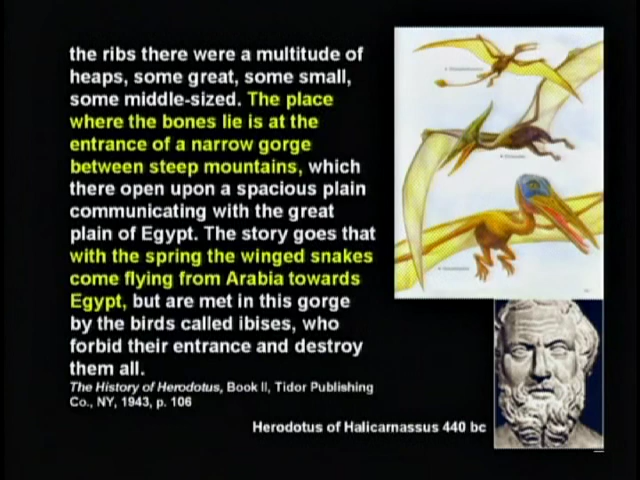 the ribs there were a multitude of
heaps, some great, some small,
some middle-sized. The place
where the bones lie is at the
entrance of a narrow gorge
between steep mountains, which
there open upon a spacious plain
communicating with the great
plain of Egypt. The story goes that
with the spring the winged snakes
come flying from Arabia towards
Egypt, but are met in this gorge
by the birds called ibises, who
forbid their entrance and destroy
them all.
The History of Herodotus, Book II, Tidor Publishing
Co., NY, 1943, p. 106
Herodotus of Halicarnassus 440 bc